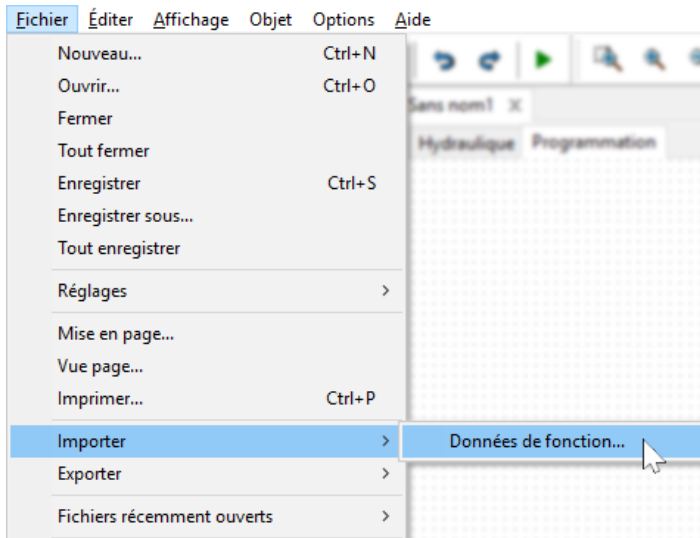 Fichier Éditer Affichage Objet Options Aide
Nouveau... Ctrl+N
Ouvrir... Ctrl+O
Fermer
Sans nom1
Tout fermer
Hydraulique Programmation
Enregistrer Ctrl+S
Enregistrer sous...
Tout enregistrer
Réglages
Mise en page...
Vue page...
Imprimer... Ctrl+P
Importer
Données de fonction...
Exporter
Fichiers récemment ouverts